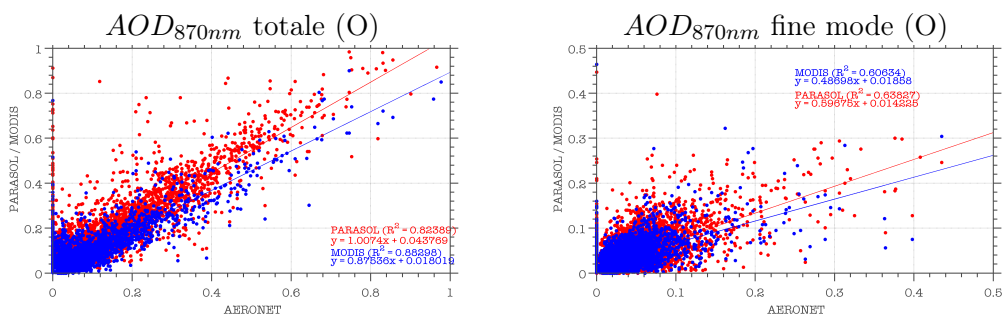 AOD870nm totale (O)
PARASOL / MODIS
1
0.8
0.6
0.4
0.2
0
PARASOL (R2 = 0.82389)
y = 1.0074x + 0.043769
MODIS (R2 = 0.88298)
y = 0.87536x + 0.018019
0
0.2
0.4
0.6
0.8
1
AERONET
AOD870nm fine mode (O)
PARASOL / MODIS
0.5
0.4
0.3
0.2
0.1
0
MODIS (R2 = 0.60634)
y = 0.48698x + 0.01858
PARASOL (R2 = 0.63827)
y = 0.59675x + 0.014225
0
0.1
0.2
0.3
0.4
0.5
AERONET